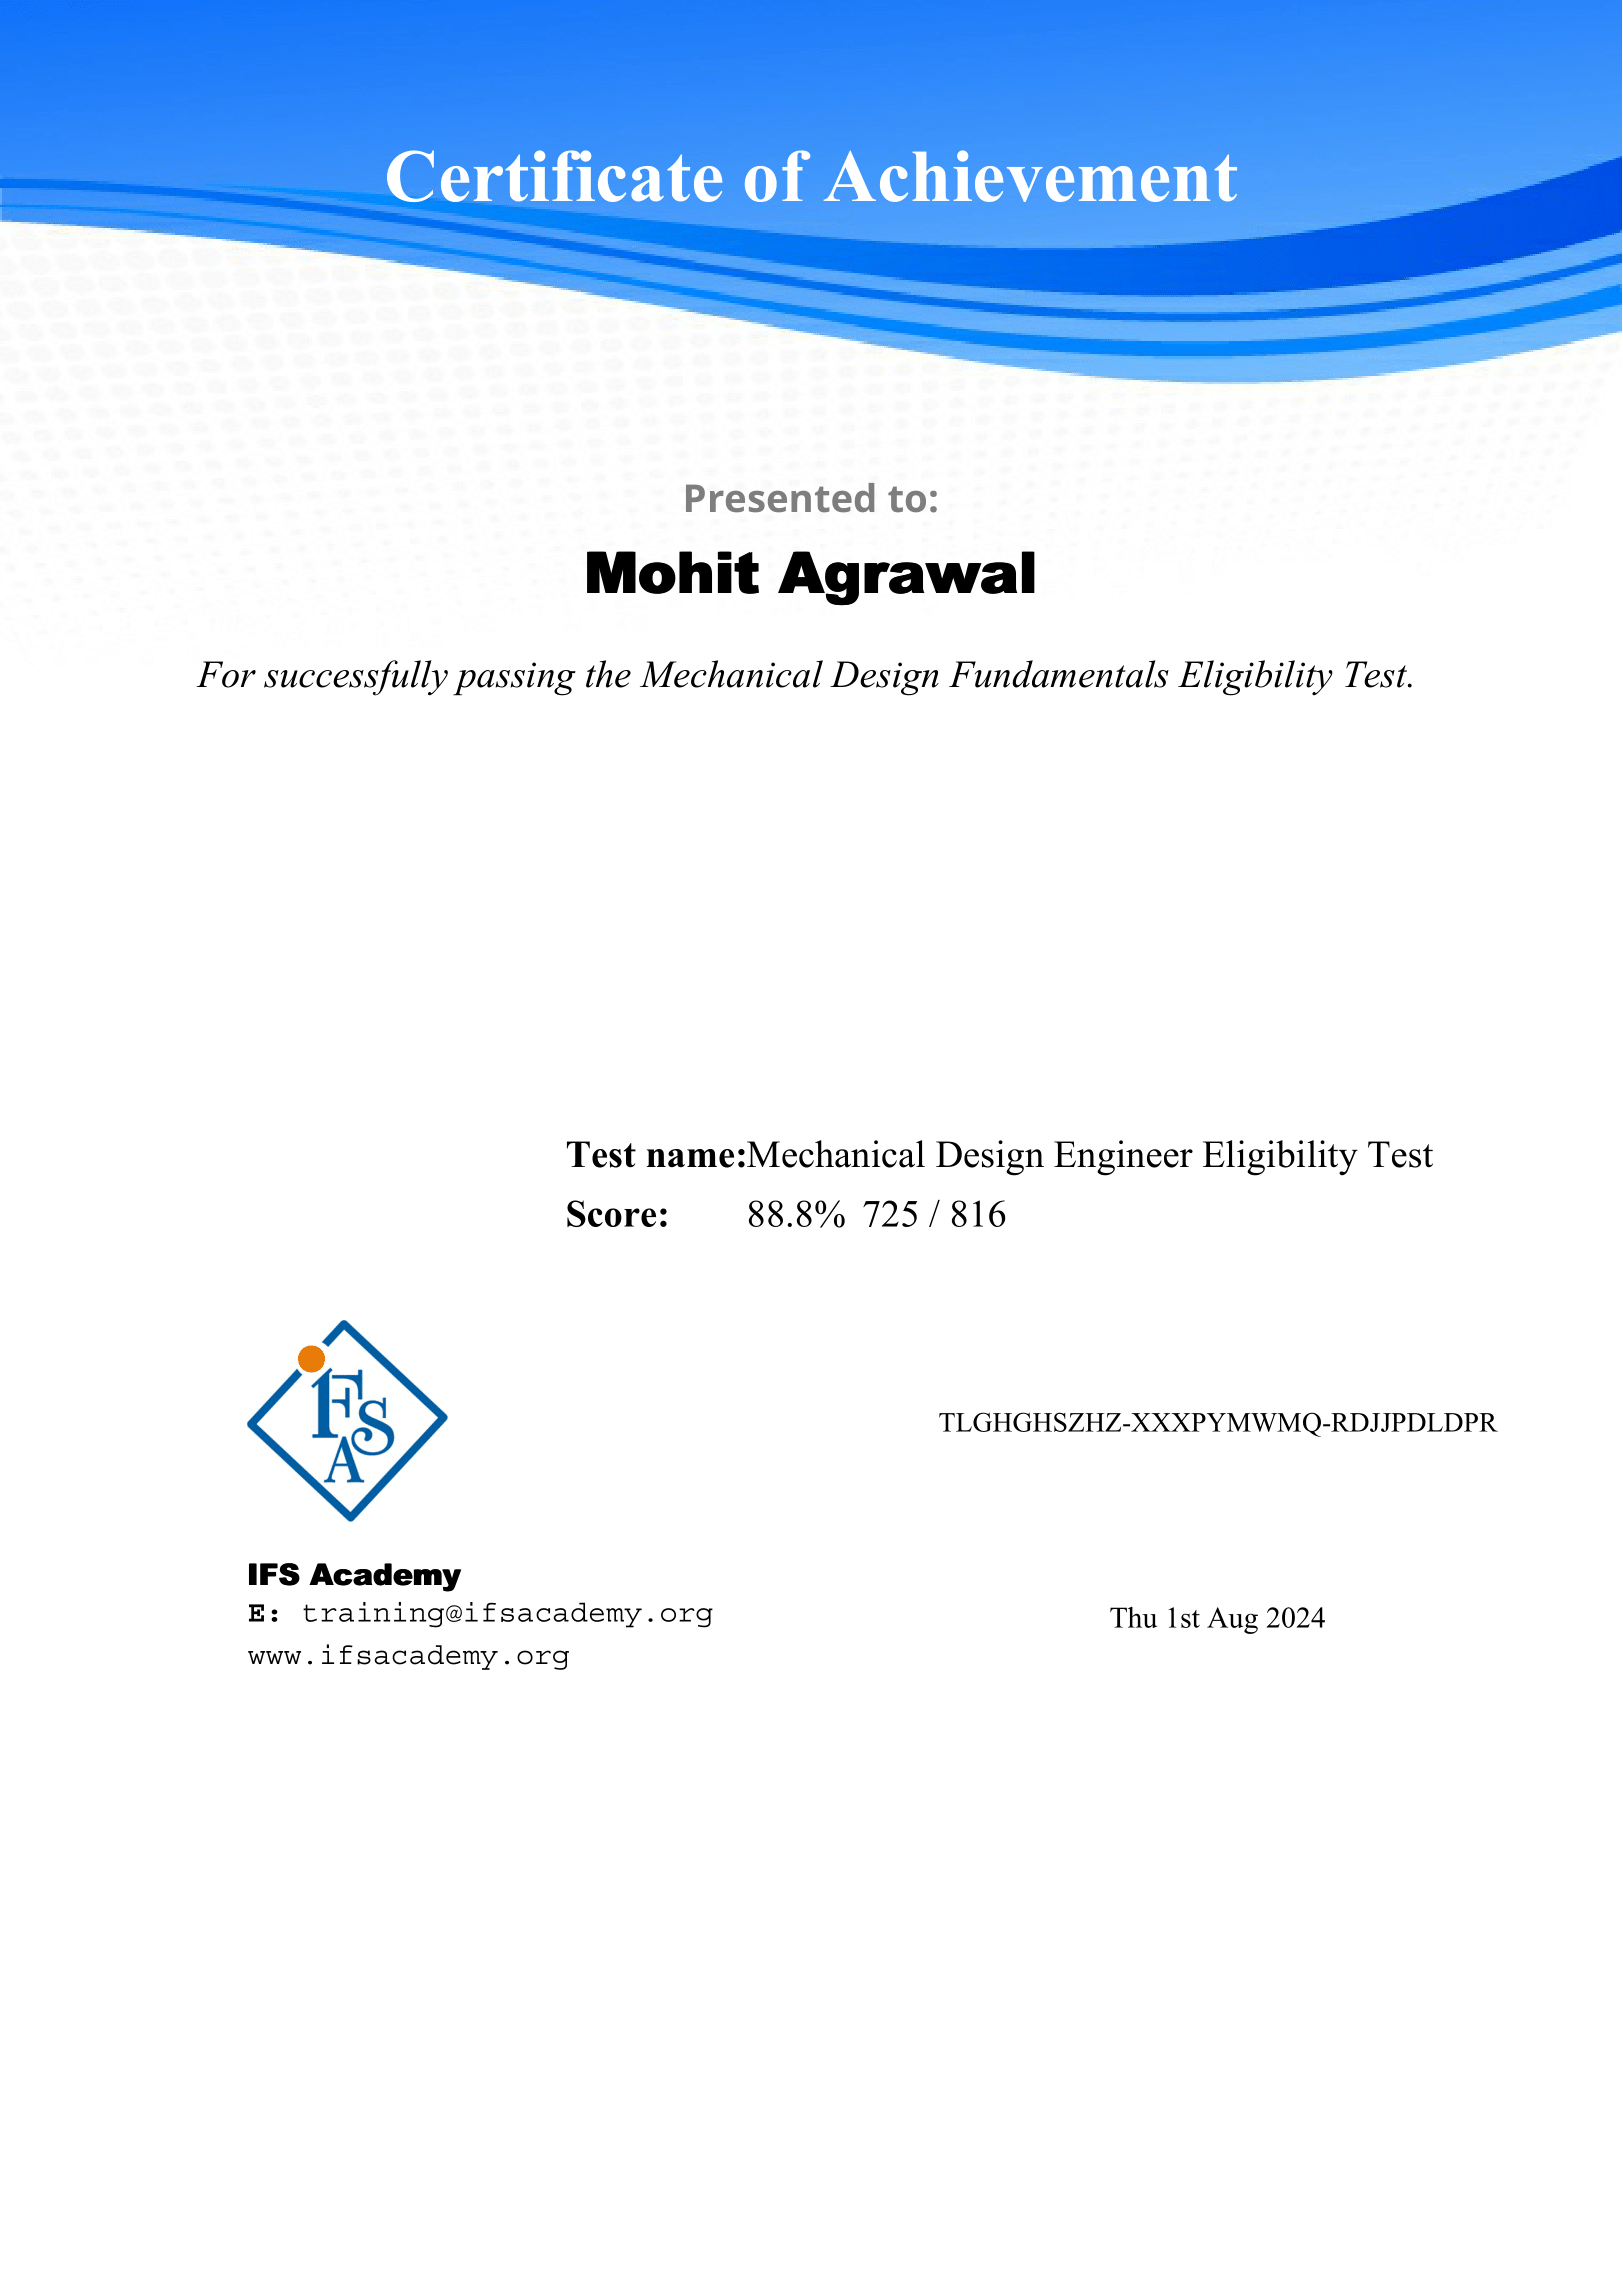 Certificate of Achievement
Presented to:
Mohit Agrawal
For successfully passing the Mechanical Design Fundamentals Eligibility Test.
Test name:Mechanical Design Engineer Eligibility Test
Score: 88.8% 725 / 816
iFSA
TLGHGHSZHZ-XXXPYMWMQ-RDJJPDLDPR
IFS Academy
E: training@ifsacademy.org
www.ifsacademy.org
Thu 1st Aug 2024